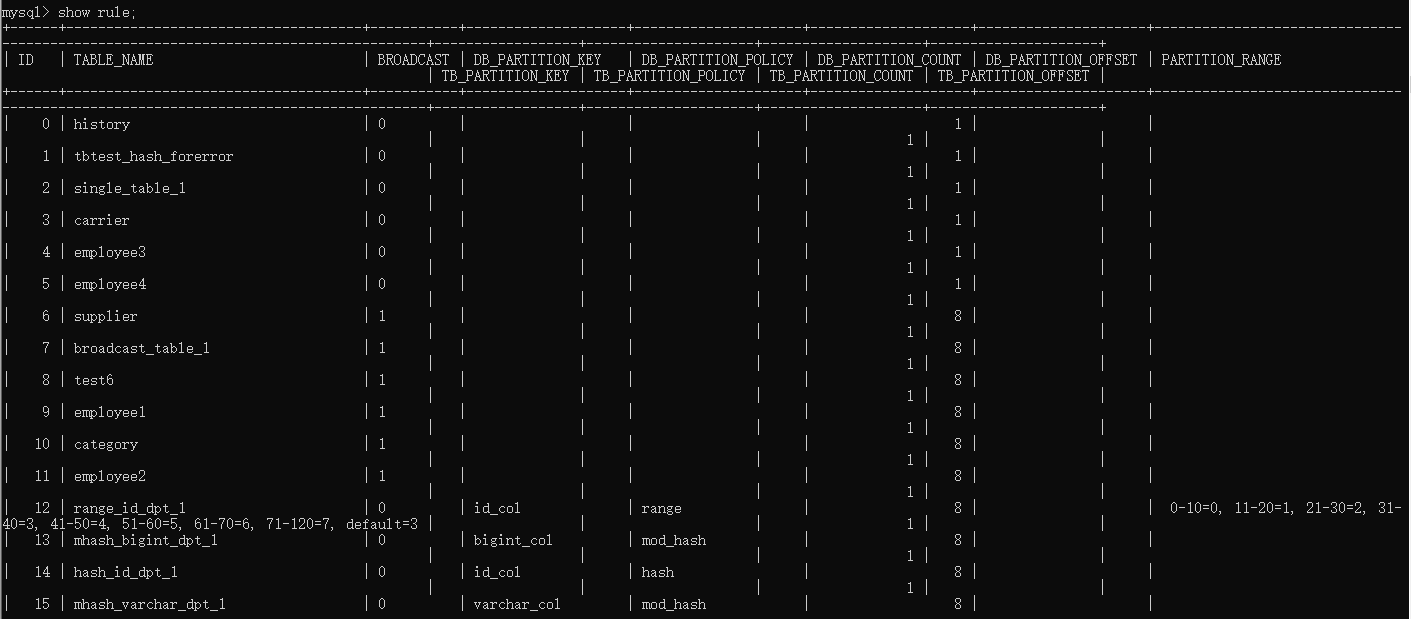 mysql> show rule;
| ID | TABLE_NAME | BROADCAST | DB_PARTITION_KEY | DB_PARTITION_POLICY | DB_PARTITION_COUNT | DB_PARTITION_OFFSET | PARTITION_RANGE
| TB_PARTITION_KEY | TB_PARTITION_POLICY | TB_PARTITION_COUNT | TB_PARTITION_OFFSET |
| 0 | history | 0 | | | 1 | |
| | | 1 | |
| 1 | tbtest_hash_forerror | 0 | | | 1 | |
| | | 1 | |
| 2 | single_table_1 | 0 | | | 1 | |
| | | 1 | |
| 3 | carrier | 0 | | | 1 | |
| | | 1 | |
| 4 | employee3 | 0 | | | 1 | |
| | | 1 | |
| 5 | employee4 | 0 | | | 1 | |
| | | 1 | |
| 6 | supplier | 1 | | | 8 | |
| | | 1 | |
| 7 | broadcast_table_1 | 1 | | | 8 | |
| | | 1 | |
| 8 | test6 | 1 | | | 8 | |
| | | 1 | |
| 9 | employee1 | 1 | | | 8 | |
| | | 1 | |
| 10 | category | 1 | | | 8 | |
| | | 1 | |
| 11 | employee2 | 1 | | | 8 | |
| | | 1 | |
| 12 | range_id_dpt_1 | 0 | id_col | range | 8 | | 0-10=0, 11-20=1, 21-30=2, 31-
40=3, 41-50=4, 51-60=5, 61-70=6, 71-120=7, default=3 | | | 1 | |
| 13 | mhash_bigint_dpt_1 | 0 | bigint_col | mod_hash | 8 | |
| | | 1 | |
| 14 | hash_id_dpt_1 | 0 | id_col | hash | 8 | |
| | | 1 | |
| 15 | mhash_varchar_dpt_1 | 0 | varchar_col | mod_hash | 8 | |